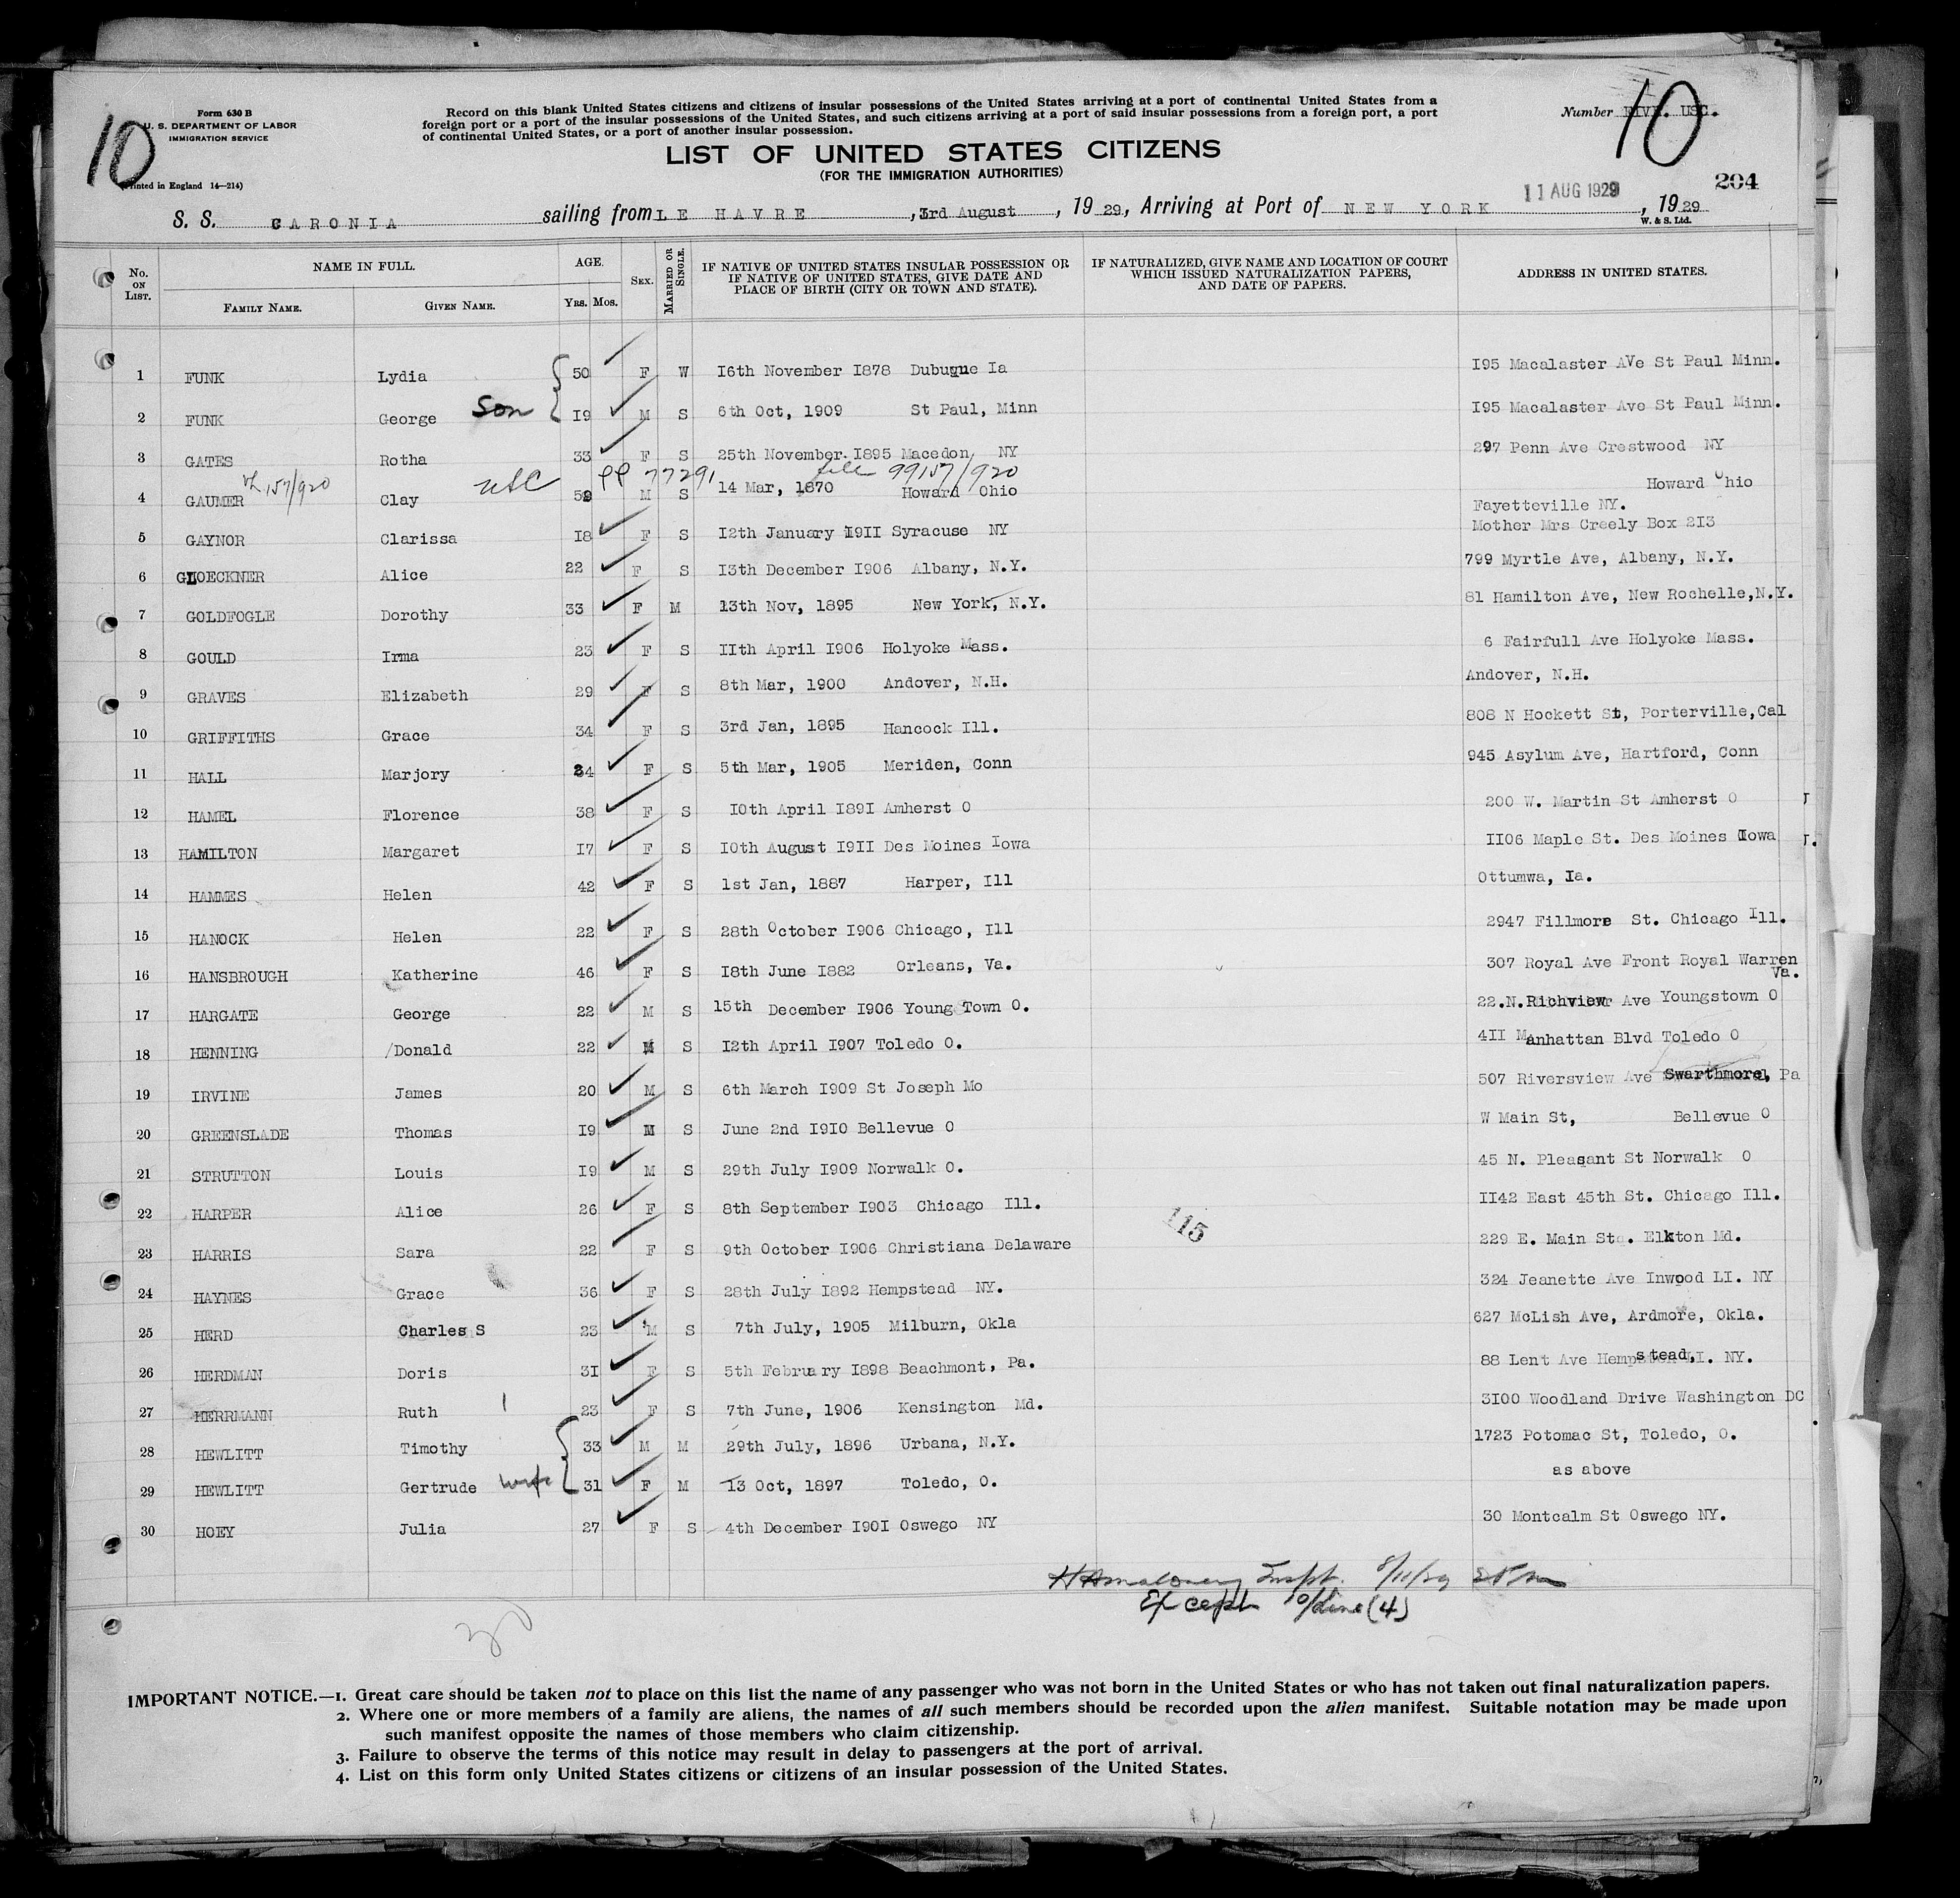 10
Form 630 B
U. S. DEPARTMENT OF LABOR
IMMIGRATION SERVICE
(Printed in England 14—214)
Record on this blank United States citizens and citizens of insular possessions of the United States arriving at a port of continental United States from a
foreign port or a port of the insular possessions of the United States, and such citizens arriving at a port of said insular possessions from a foreign port, a port
of continental United States, or a port of another insular possession.
Number FIVE. USC.
10
LIST OF UNITED STATES CITIZENS
(FOR THE IMMIGRATION AUTHORITIES)
11 AUG 1929
204
S. S. CARONIA sailing from LE HAVRE, 3rd August, 19 29, Arriving at Port of NEW YORK, 19 29
W. & S. Ltd.
No. ON LIST. NAME IN FULL. FAMILY NAME. GIVEN NAME. AGE. YRS. MOS. SEX. MARRIED OR SINGLE. IF NATIVE OF UNITED STATES INSULAR POSSESSION OR IF NATIVE OF UNITED STATES, GIVE DATE AND PLACE OF BIRTH (CITY OR TOWN AND STATE). IF NATURALIZED, GIVE NAME AND LOCATION OF COURT WHICH ISSUED NATURALIZATION PAPERS, AND DATE OF PAPERS. ADDRESS IN UNITED STATES.
1 FUNK Lydia 50 F W 16th November 1878 Dubuque Ia 195 Macalaster AVe St Paul Minn.
2 FUNK George son 19 M S 6th Oct, 1909 St Paul, Minn 195 Macalaster Ave St Paul Minn.
3 GATES Rotha 33 F S 25th November 1895 Macedon, NY 297 Penn Ave Crestwood NY
157/920 USC PP 77291 file 99157/920
4 GAUMER Clay 59 M S 14 Mar, 1870 Howard Ohio Howard Ohio
5 GAYNOR Clarissa 18 F S 12th January 1911 Syracuse NY Fayetteville NY. Mother Mrs Creely Box 213
6 GLOECKNER Alice 22 F S 13th December 1906 Albany, N.Y. 799 Myrtle Ave, Albany, N.Y.
7 GOLDFOGLE Dorothy 33 F M 13th Nov, 1895 New York, N.Y. 81 Hamilton Ave, New Rochelle,N.Y.
8 GOULD Irma 23 F S 11th April 1906 Holyoke Mass. 6 Fairfull Ave Holyoke Mass.
9 GRAVES Elizabeth 29 F S 8th Mar, 1900 Andover, N.H. Andover, N.H.
10 GRIFFITHS Grace 34 F S 3rd Jan, 1895 Hancock Ill. 808 N Hockett St, Porterville,Cal
11 HALL Marjory 24 F S 5th Mar, 1905 Meriden, Conn 945 Asylum Ave, Hartford, Conn
12 HAMEL Florence 38 F S 10th April 1891 Amherst O 200 W. Martin St Amherst O
13 HAMILTON Margaret 17 F S 10th August 1911 Des Moines Iowa 1106 Maple St. Des Moines Iowa
14 HAMMES Helen 42 F S 1st Jan, 1887 Harper, Ill Ottumwa, Ia.
15 HANOCK Helen 22 F S 28th October 1906 Chicago, Ill 2947 Fillmore St. Chicago Ill.
16 HANSBROUGH Katherine 46 F S 18th June 1882 Orleans, Va. 307 Royal Ave Front Royal Warren Va.
17 HARGATE George 22 M S 15th December 1906 Young Town O. 22.N.Richview Ave Youngstown O
18 HENNING Donald 22 M S 12th April 1907 Toledo O. 411 Manhattan Blvd Toledo O
19 IRVINE James 20 M S 6th March 1909 St Joseph Mo 507 Riversview Ave Swarthmore, Pa
20 GREENSLADE Thomas 19 M S June 2nd 1910 Bellevue O W Main St, Bellevue O
21 STRUTTON Louis 19 M S 29th July 1909 Norwalk O. 45 N. Pleasant St Norwalk O
22 HARPER Alice 26 F S 8th September 1903 Chicago Ill. 1142 East 45th St. Chicago Ill.
115
23 HARRIS Sara 22 F S 9th October 1906 Christiana Delaware 229 E. Main St. Elkton Md.
24 HAYNES Grace 36 F S 28th July 1892 Hempstead NY. 324 Jeanette Ave Inwood LI. NY
25 HERD Charles S 23 M S 7th July, 1905 Milburn, Okla 627 McLish Ave, Ardmore, Okla.
26 HERDMAN Doris 31 F S 5th February 1898 Beachmont, Pa. 88 Lent Ave Hempstead, LI. NY.
27 HERRMANN Ruth 23 F S 7th June, 1906 Kensington Md. 3100 Woodland Drive Washington DC
28 HEWLITT Timothy 33 M M 29th July, 1896 Urbana, N.Y. 1723 Potomac St, Toledo, O.
29 HEWLITT Gertrude wife 31 F M 13 Oct, 1897 Toledo, O. as above
30 HOEY Julia 27 F S 4th December 1901 Oswego NY 30 Montcalm St Oswego NY.
Inspt. 8/11/29
Except line (4)
30
IMPORTANT NOTICE.—1. Great care should be taken not to place on this list the name of any passenger who was not born in the United States or who has not taken out final naturalization papers.
2. Where one or more members of a family are aliens, the names of all such members should be recorded upon the alien manifest. Suitable notation may be made upon
such manifest opposite the names of those members who claim citizenship.
3. Failure to observe the terms of this notice may result in delay to passengers at the port of arrival.
4. List on this form only United States citizens or citizens of an insular possession of the United States.